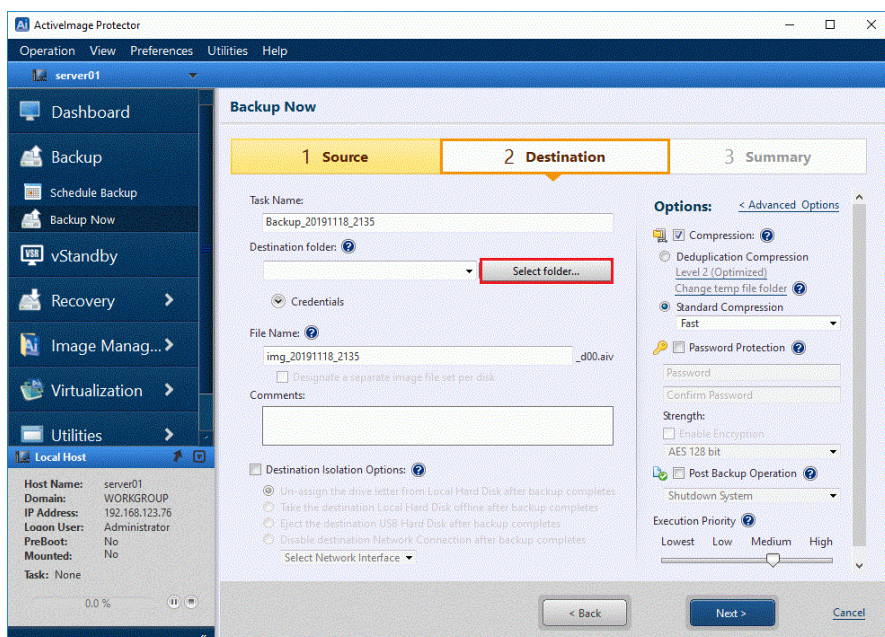 ActiveImage Protector
Operation View Preferences Utilities Help
server01
Dashboard
Backup
Schedule Backup
Backup Now
vStandby
Recovery
Image Manag...
Virtualization
Utilities
Local Host
Host Name: server01
Domain: WORKGROUP
IP Address: 192.168.123.76
Logon User: Administrator
PreBoot: No
Mounted: No
Task: None
0.0 %
Backup Now
1 Source
2 Destination
3 Summary
Task Name:
Backup_20191118_2135
Destination folder:
Select folder...
Credentials
File Name:
img_20191118_2135 _d00.aiv
Designate a separate image file set per disk
Comments:
Destination Isolation Options:
Un-assign the drive letter from Local Hard Disk after backup completes
Take the destination Local Hard Disk offline after backup completes
Eject the destination USB Hard Disk after backup completes
Disable destination Network Connection after backup completes
Select Network Interface
Options: < Advanced Options
Compression:
Deduplication Compression
Level 2 (Optimized)
Change temp file folder
Standard Compression
Fast
Password Protection
Password
Confirm Password
Strength:
Enable Encryption
AES 128 bit
Post Backup Operation
Shutdown System
Execution Priority
Lowest Low Medium High
< Back
Next >
Cancel